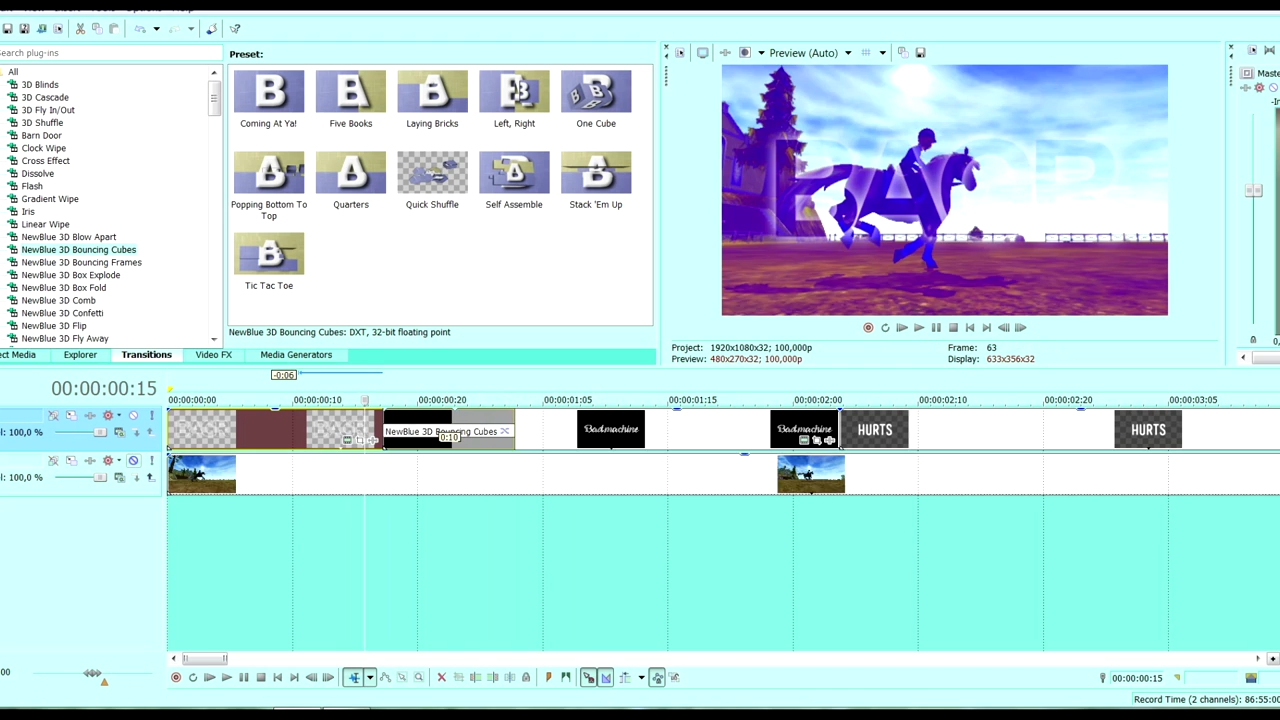 Search plug-ins
Preset:
Preview (Auto)
Master
All
3D Blinds
3D Cascade
3D Fly In/Out
3D Shuffle
Barn Door
Clock Wipe
Cross Effect
Dissolve
Flash
Gradient Wipe
Iris
Linear Wipe
NewBlue 3D Blow Apart
NewBlue 3D Bouncing Cubes
NewBlue 3D Bouncing Frames
NewBlue 3D Box Explode
NewBlue 3D Box Fold
NewBlue 3D Comb
NewBlue 3D Confetti
NewBlue 3D Flip
NewBlue 3D Fly Away
Coming At Ya!
Five Books
Laying Bricks
Left, Right
One Cube
Popping Bottom To Top
Quarters
Quick Shuffle
Self Assemble
Stack 'Em Up
Tic Tac Toe
NewBlue 3D Bouncing Cubes: DXT, 32-bit floating point
ect Media Explorer Transitions Video FX Media Generators
Project: 1920x1080x32; 100,000p Frame: 63
Preview: 480x270x32; 100,000p Display: 633x356x32
00:00:00:15
-0:06
00:00:00:00 00:00:00:10 00:00:00:20 00:00:01:05 00:00:01:15 00:00:02:00 00:00:02:10 00:00:02:20 00:00:03:05
el: 100,0 %
NewBlue 3D Bouncing Cubes
0:10
Badmachine
Badmachine
HURTS
HURTS
el: 100,0 %
00
00:00:00:15
Record Time (2 channels): 86:55:0